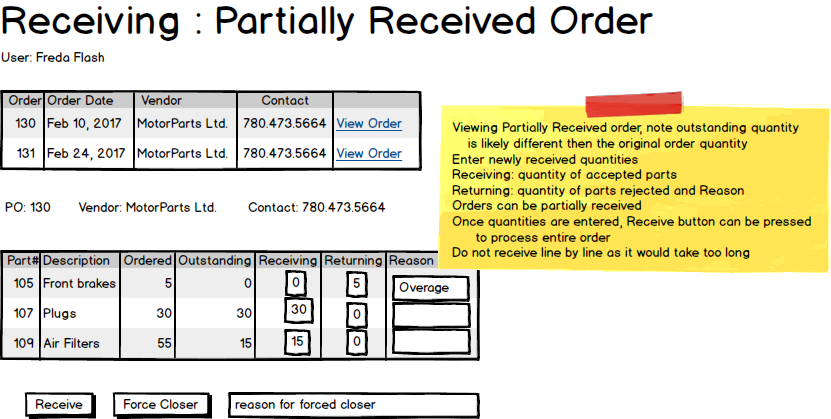 Receiving : Partially Received Order
User: Freda Flash
Order Order Date Vendor Contact
130 Feb 10, 2017 MotorParts Ltd. 780.473.5664 View Order
131 Feb 24, 2017 MotorParts Ltd. 780.473.5664 View Order
PO: 130 Vendor: MotorParts Ltd. Contact: 780.473.5664
Part# Description Ordered Outstanding Receiving Returning Reason
105 Front brakes 5 0 0 5 Overage
107 Plugs 30 30 30 0
109 Air Filters 55 15 15 0
Receive Force Closer reason for forced closer
Viewing Partially Received order, note outstanding quantity
is likely different then the original order quantity
Enter newly received quantities
Receiving: quantity of accepted parts
Returning: quantity of parts rejected and Reason
Orders can be partially received
Once quantities are entered, Receive button can be pressed
to process entire order
Do not receive line by line as it would take too long